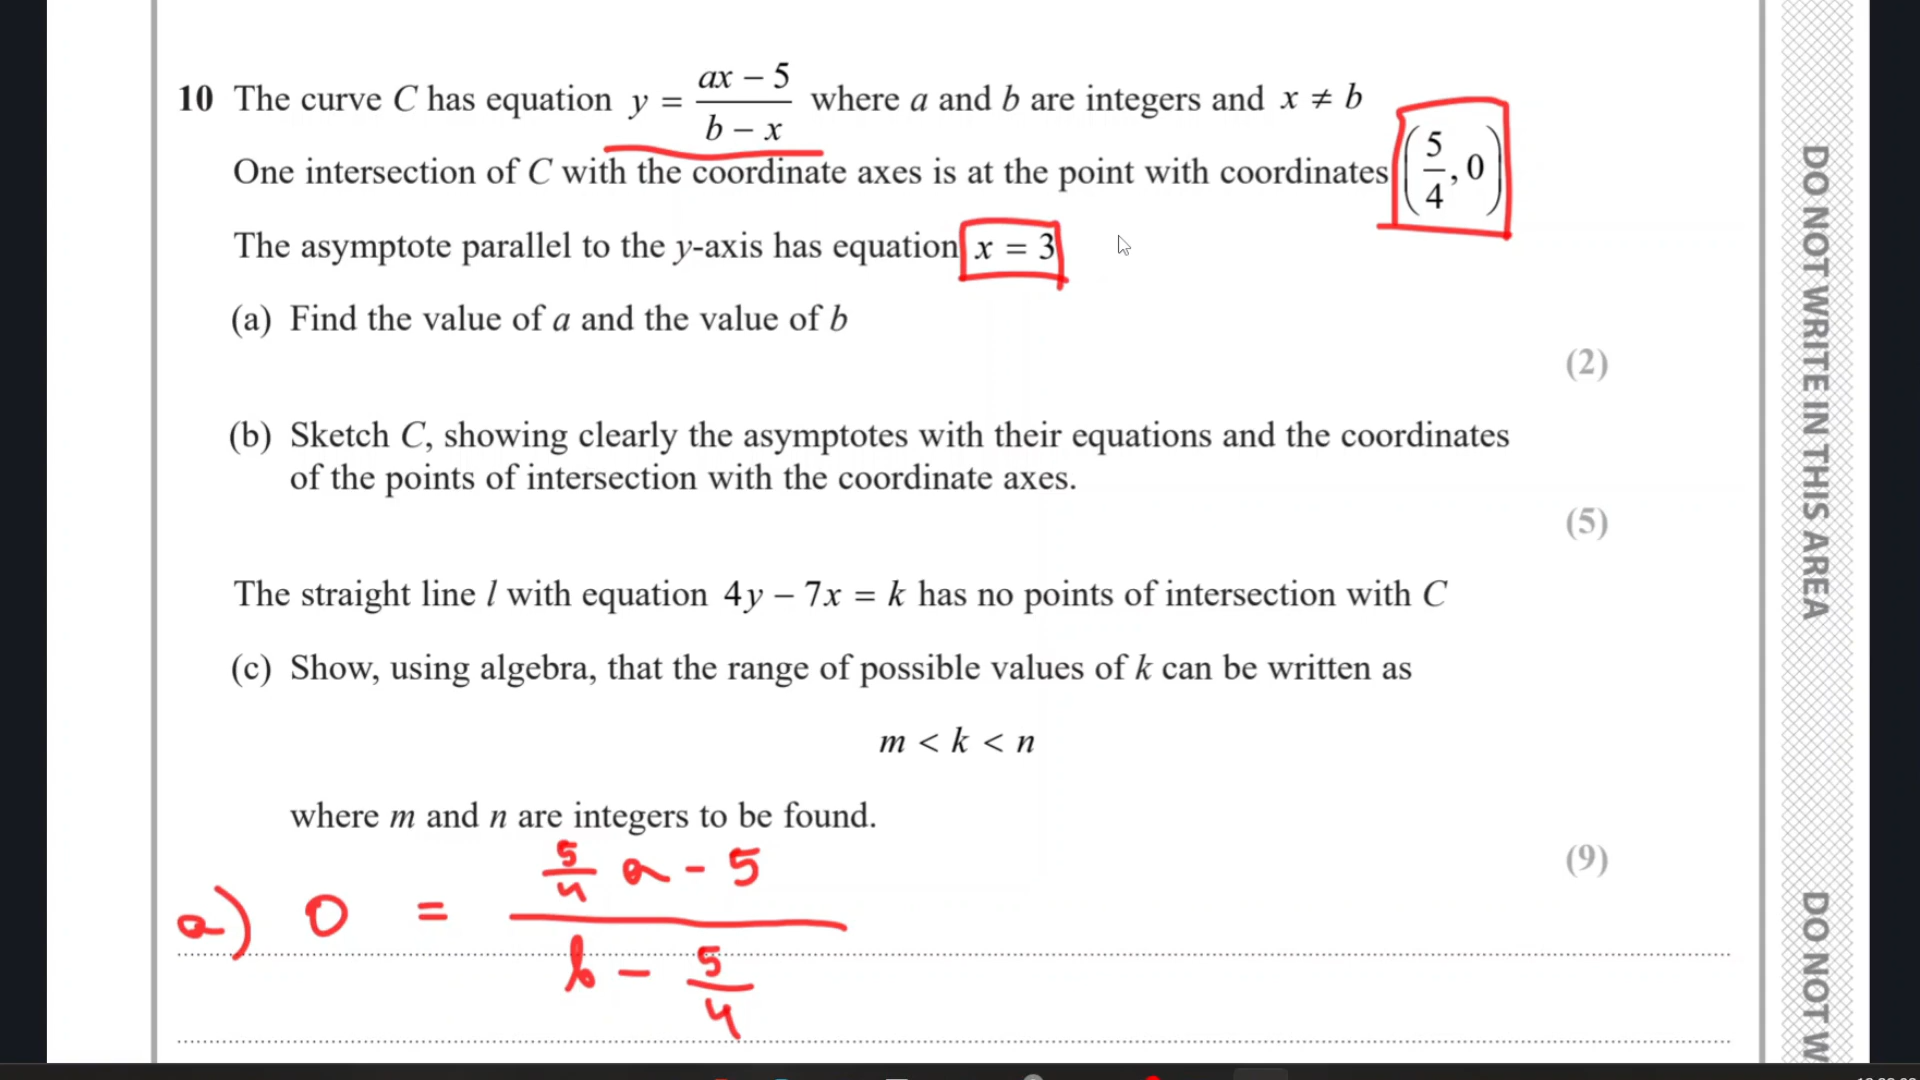 10 The curve C has equation y = \frac{ax - 5}{b - x} where a and b are integers and x ≠ b
One intersection of C with the coordinate axes is at the point with coordinates (\frac{5}{4}, 0)
The asymptote parallel to the y-axis has equation x = 3
(a) Find the value of a and the value of b
(2)
(b) Sketch C, showing clearly the asymptotes with their equations and the coordinates
of the points of intersection with the coordinate axes.
(5)
The straight line l with equation 4y − 7x = k has no points of intersection with C
(c) Show, using algebra, that the range of possible values of k can be written as
m < k < n
where m and n are integers to be found.
(9)
a) 0 = \frac{\frac{5}{4} a - 5}{b - \frac{5}{4}}
DO NOT WRITE IN THIS AREA
DO NOT W